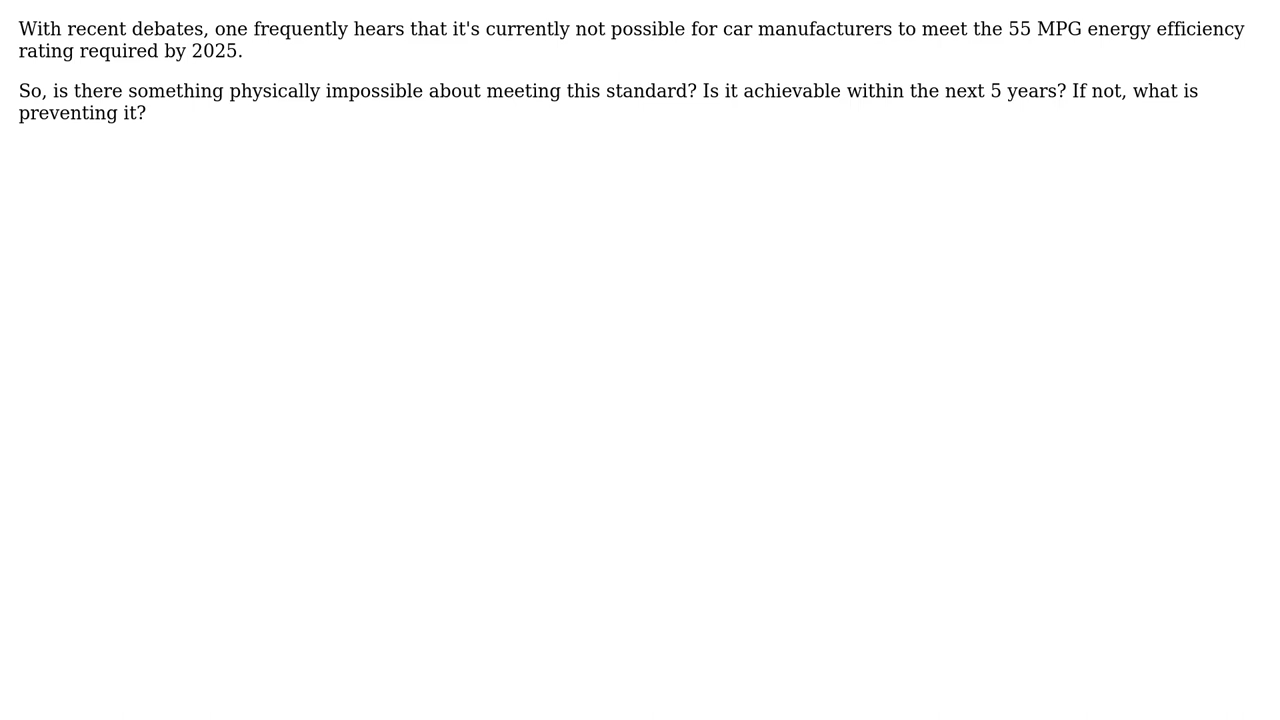 With recent debates, one frequently hears that it's currently not possible for car manufacturers to meet the 55 MPG energy efficiency
rating required by 2025.
So, is there something physically impossible about meeting this standard? Is it achievable within the next 5 years? If not, what is
preventing it?